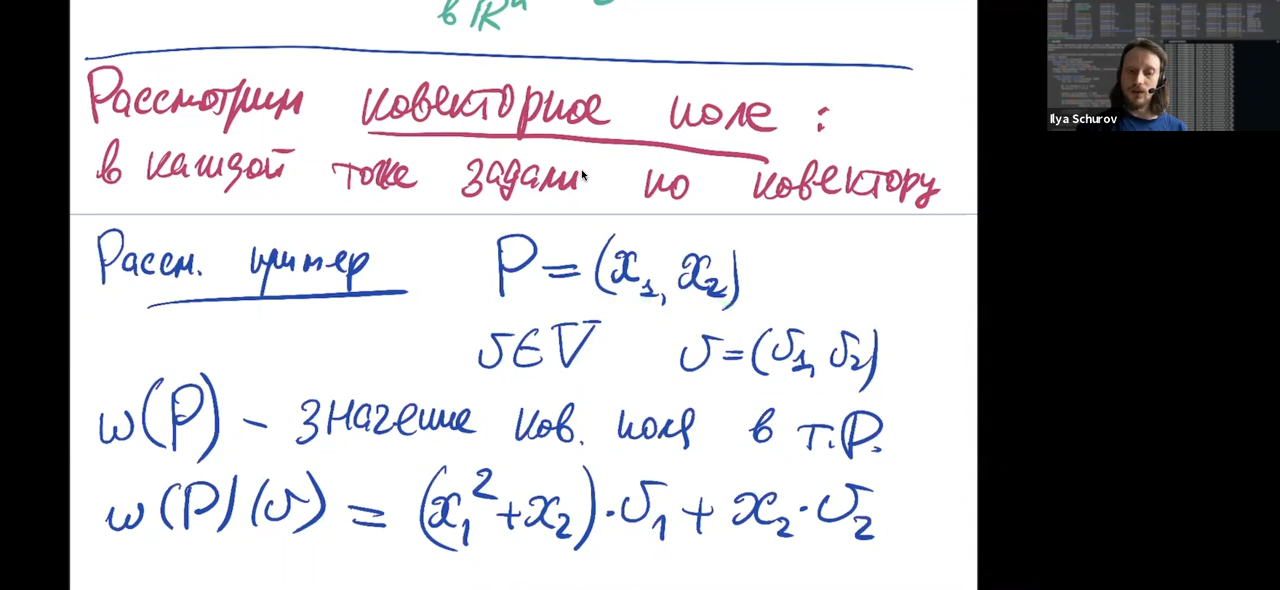 в ℝⁿ
Рассмотрим ковекторное поле :
в каждой точке задали по ковектору
Рассм. пример P = (x₁, x₂)
v ∈ V v = (v₁, v₂)
ω(P) – значение ков. поля в т. P.
ω(P)(v) = (x₁² + x₂) · v₁ + x₂ · v₂
Ilya Schurov